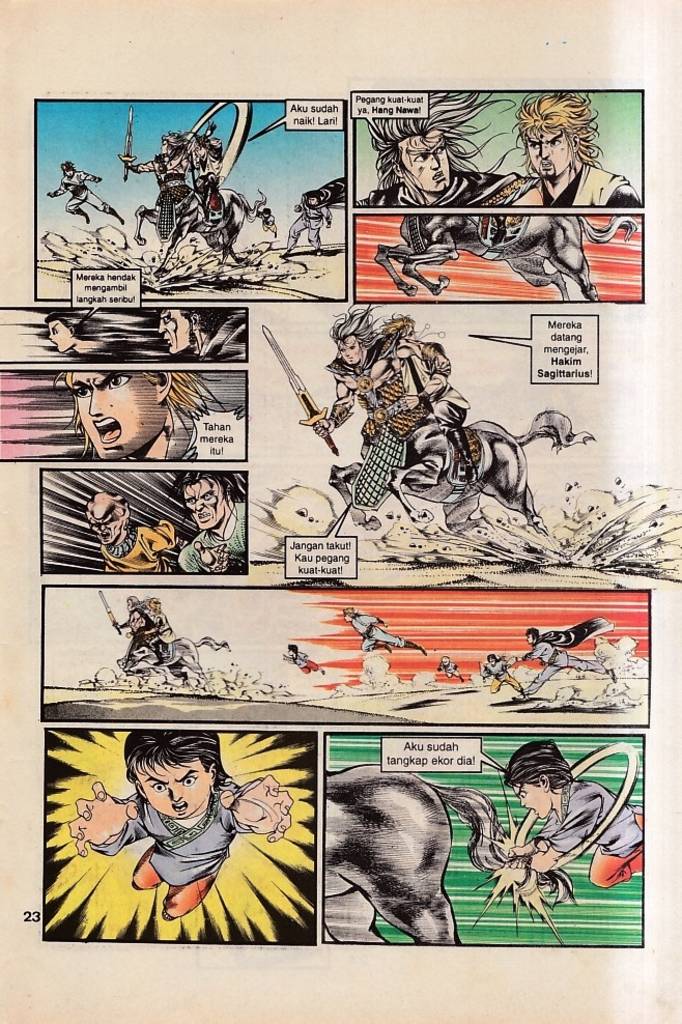 Aku sudah
naik! Lari!
Pegang kuat-kuat
ya, Hang Nawa!
Mereka hendak
mengambil
langkah seribu!
Tahan
mereka
itu!
Mereka
datang
mengejar,
Hakim
Sagittarius!
Jangan takut!
Kau pegang
kuat-kuat!
Aku sudah
tangkap ekor dia!
23